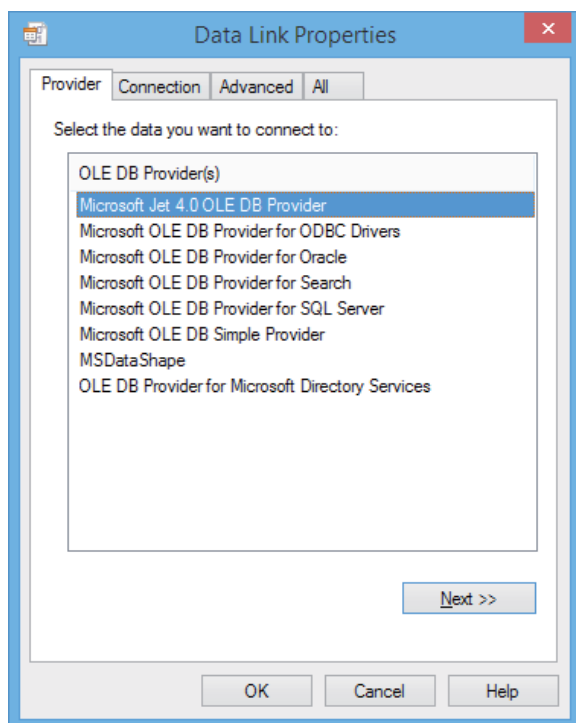 Data Link Properties
Provider Connection Advanced All
Select the data you want to connect to:
OLE DB Provider(s)
Microsoft Jet 4.0 OLE DB Provider
Microsoft OLE DB Provider for ODBC Drivers
Microsoft OLE DB Provider for Oracle
Microsoft OLE DB Provider for Search
Microsoft OLE DB Provider for SQL Server
Microsoft OLE DB Simple Provider
MSDataShape
OLE DB Provider for Microsoft Directory Services
Next >>
OK Cancel Help